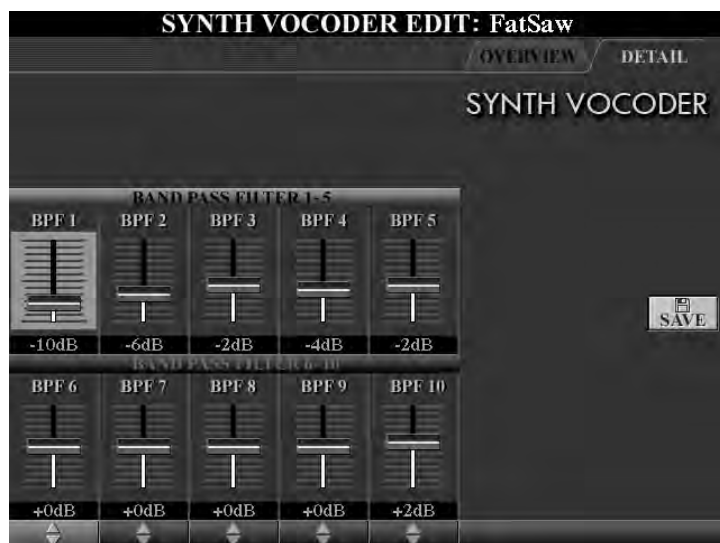 SYNTH VOCODER EDIT: FatSaw
OVERVIEW DETAIL
SYNTH VOCODER
BAND PASS FILTER 1-5
BPF 1 BPF 2 BPF 3 BPF 4 BPF 5
SAVE
-10dB -6dB -2dB -4dB -2dB
BAND PASS FILTER 6-10
BPF 6 BPF 7 BPF 8 BPF 9 BPF 10
+0dB +0dB +0dB +0dB +2dB